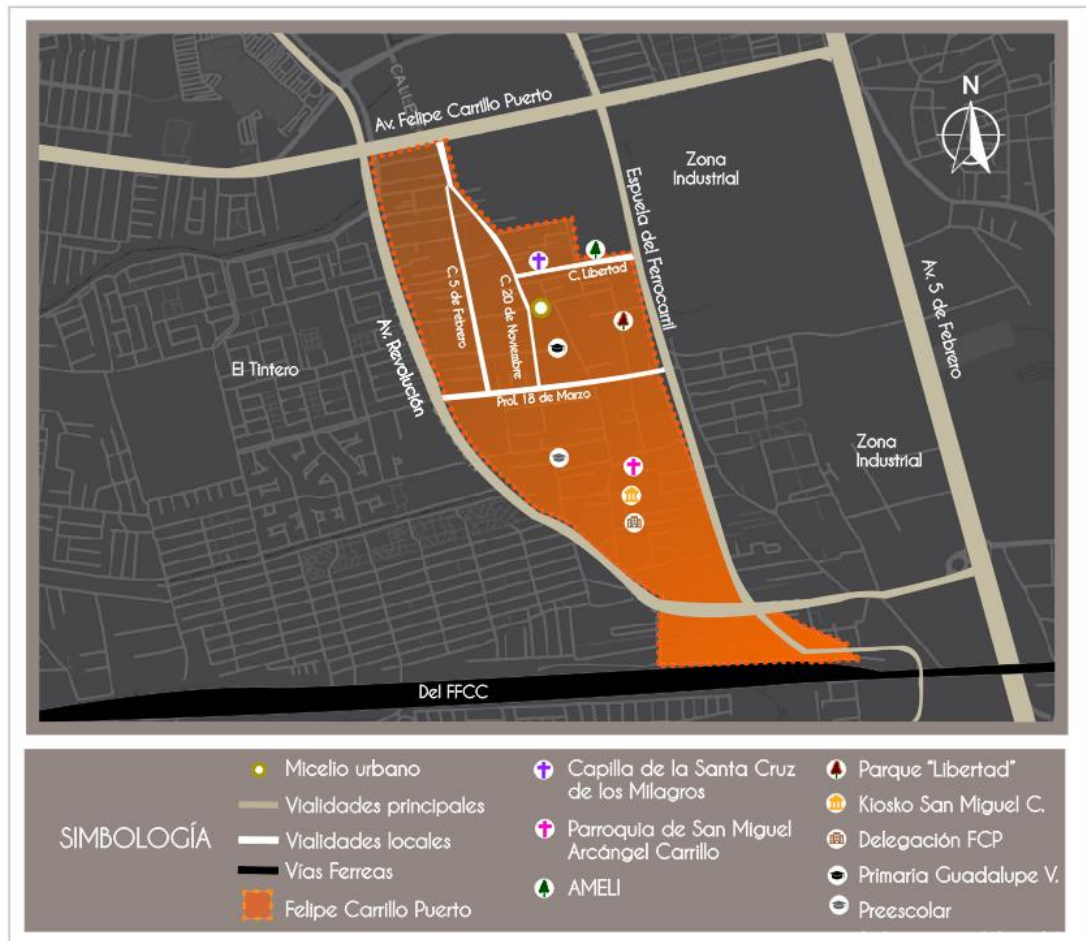 Av. Felipe Carrillo Puerto
N
Zona
Industrial
Espuela del Ferrocarril
C. Libertad
C. 5 de Febrero
C. 20 de Noviembre
Av. 5 de Febrero
Av. Revolución
El Tintero
Prol. 18 de Marzo
Zona
Industrial
Del FFCC
SIMBOLOGÍA
Micelio urbano
Vialidades principales
Vialidades locales
Vías Ferreas
Felipe Carrillo Puerto
Capilla de la Santa Cruz
de los Milagros
Parroquia de San Miguel
Arcángel Carrillo
AMELI
Parque "Libertad"
Kiosko San Miguel C.
Delegación FCP
Primaria Guadalupe V.
Preescolar